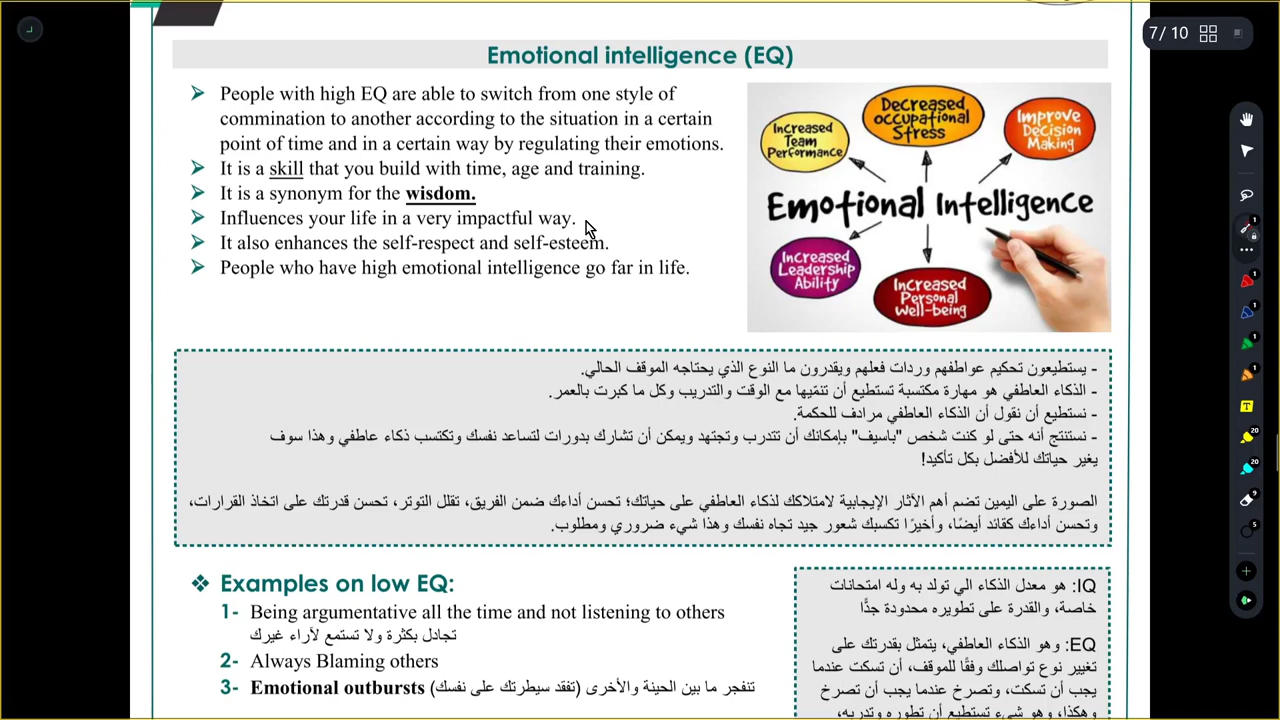 7/ 10
Emotional intelligence (EQ)
People with high EQ are able to switch from one style of
commination to another according to the situation in a certain
point of time and in a certain way by regulating their emotions.
It is a skill that you build with time, age and training.
It is a synonym for the wisdom.
Influences your life in a very impactful way.
It also enhances the self-respect and self-esteem.
People who have high emotional intelligence go far in life.
Increased
Team
Performance
Decreased
Occupational
Stress
Improve
Decision
Making
Emotional Intelligence
Increased
Leadership
Ability
Increased
Personal
Well-being
- يستطيعون تحكيم عواطفهم وردات فعلهم ويقدرون ما النوع الذي يحتاجه الموقف الحالي.
- الذكاء العاطفي هو مهارة مكتسبة تستطيع أن تنمّيها مع الوقت والتدريب وكل ما كبرت بالعمر.
- نستطيع أن نقول أن الذكاء العاطفي مرادف للحكمة.
- نستنتج أنه حتى لو كنت شخص "باسيف" بإمكانك أن تتدرب وتجتهد ويمكن أن تشارك بدورات لتساعد نفسك وتكتسب ذكاء عاطفي وهذا سوف
يغير حياتك للأفضل بكل تأكيد!
الصورة على اليمين تضم أهم الآثار الإيجابية لامتلاكك لذكاء العاطفي على حياتك؛ تحسن أداءك ضمن الفريق، تقلل التوتر، تحسن قدرتك على اتخاذ القرارات،
وتحسن أداءك كقائد أيضًا، وأخيرًا تكسبك شعور جيد تجاه نفسك وهذا شيء ضروري ومطلوب.
Examples on low EQ:
1- Being argumentative all the time and not listening to others
تجادل بكثرة ولا تستمع لآراء غيرك
2- Always Blaming others
3- Emotional outbursts (تنفجر ما بين الحينة والأخرى (تفقد سيطرتك على نفسك
IQ: هو معدل الذكاء الي تولد به وله امتحانات
خاصة، والقدرة على تطويره محدودة جدًّا
EQ: وهو الذكاء العاطفي، يتمثل بقدرتك على
تغيير نوع تواصلك وفقًا للموقف، أن تسكت عندما
يجب أن تسكت، وتصرخ عندما يجب أن تصرخ
وهكذا، وهو شيء تستطيع أن تطوره وتدربه،